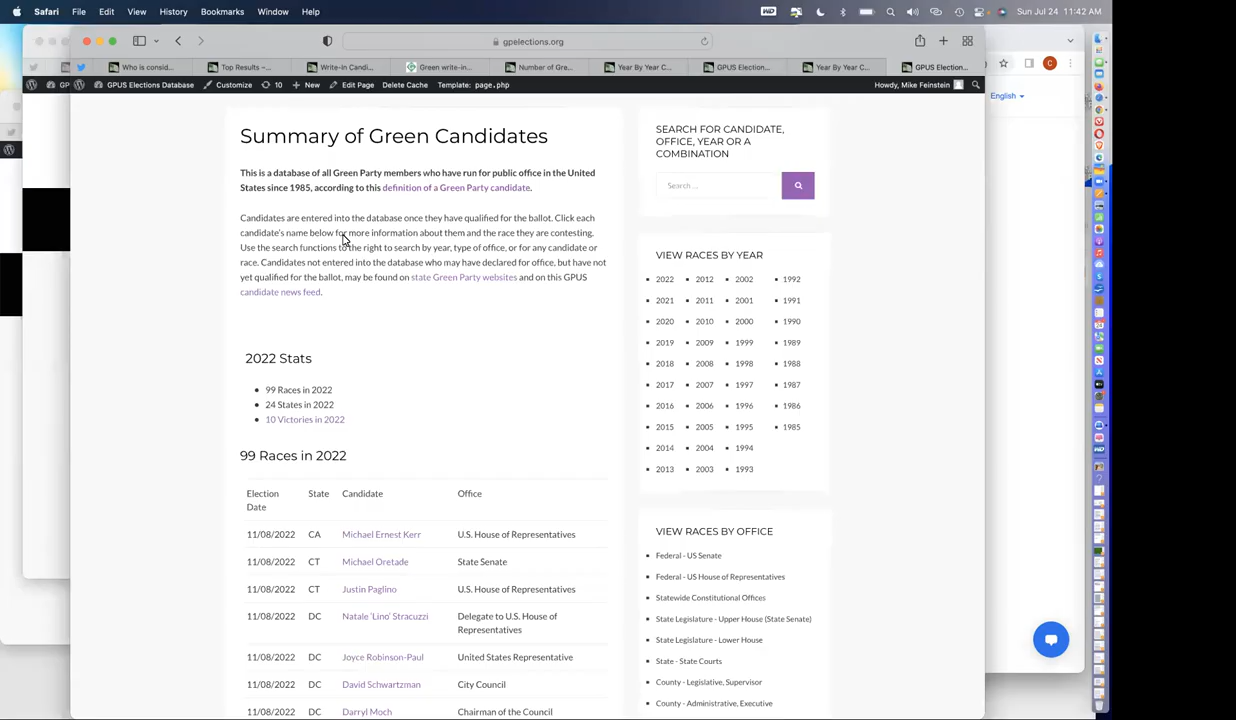 Safari File Edit View History Bookmarks Window Help
Sun Jul 24 11:42 AM
gpelections.org
Who is consid...
Top Results –...
Write-In Candi...
Green write-in...
Number of Gre...
Year By Year C...
GPUS Election...
Year By Year C...
GPUS Election...
GP
GPUS Elections Database
Customize
10
New
Edit Page
Delete Cache
Template: page.php
Howdy, Mike Feinstein
English
Summary of Green Candidates
This is a database of all Green Party members who have run for public office in the United
States since 1985, according to this definition of a Green Party candidate.
Candidates are entered into the database once they have qualified for the ballot. Click each
candidate's name below for more information about them and the race they are contesting.
Use the search functions to the right to search by year, type of office, or for any candidate or
race. Candidates not entered into the database who may have declared for office, but have not
yet qualified for the ballot, may be found on state Green Party websites and on this GPUS
candidate news feed.
2022 Stats
99 Races in 2022
24 States in 2022
10 Victories in 2022
99 Races in 2022
Election Date State Candidate Office
11/08/2022 CA Michael Ernest Kerr U.S. House of Representatives
11/08/2022 CT Michael Oretade State Senate
11/08/2022 CT Justin Paglino U.S. House of Representatives
11/08/2022 DC Natale 'Lino' Stracuzzi Delegate to U.S. House of
Representatives
11/08/2022 DC Joyce Robinson-Paul United States Representative
11/08/2022 DC David Schwartzman City Council
11/08/2022 DC Darryl Moch Chairman of the Council
SEARCH FOR CANDIDATE,
OFFICE, YEAR OR A
COMBINATION
Search ...
VIEW RACES BY YEAR
2022 2012 2002 1992
2021 2011 2001 1991
2020 2010 2000 1990
2019 2009 1999 1989
2018 2008 1998 1988
2017 2007 1997 1987
2016 2006 1996 1986
2015 2005 1995 1985
2014 2004 1994
2013 2003 1993
VIEW RACES BY OFFICE
Federal - US Senate
Federal - US House of Representatives
Statewide Constitutional Offices
State Legislature - Upper House (State Senate)
State Legislature - Lower House
State - State Courts
County - Legislative, Supervisor
County - Administrative, Executive